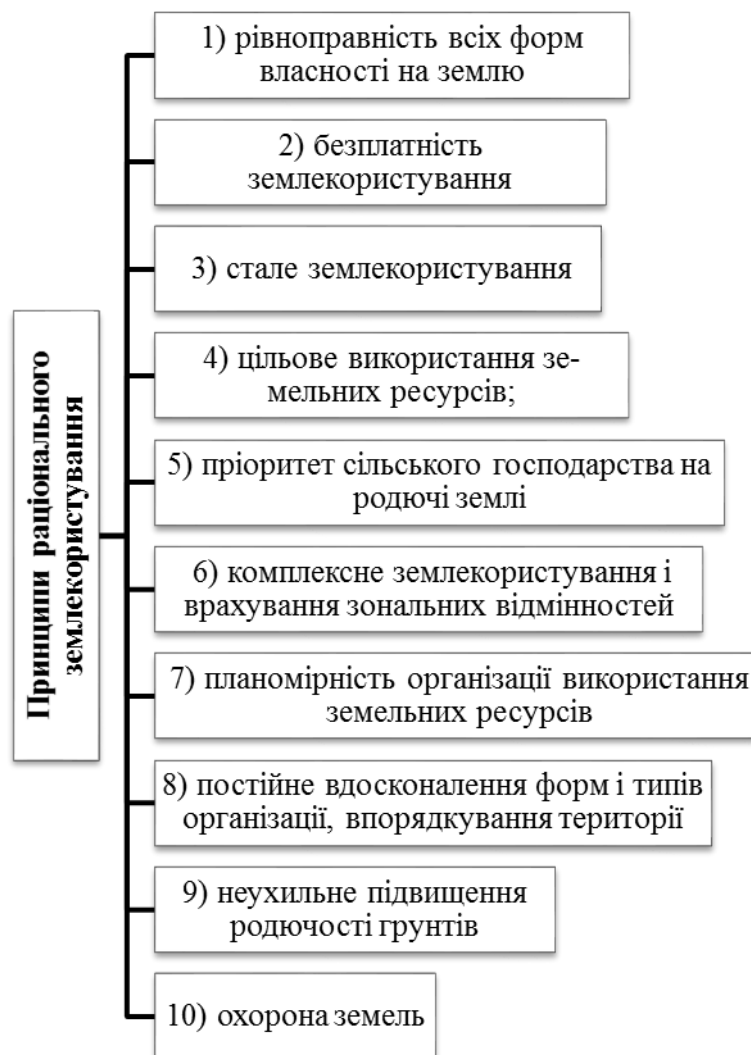 Принципи раціонального
землекористування
1) рівноправність всіх форм
власності на землю
2) безплатність
землекористування
3) стале землекористування
4) цільове використання зе-
мельних ресурсів;
5) пріоритет сільського господарства на
родючі землі
6) комплексне землекористування і
врахування зональних відмінностей
7) планомірність організації використання
земельних ресурсів
8) постійне вдосконалення форм і типів
організації, впорядкування території
9) неухильне підвищення
родючості грунтів
10) охорона земель